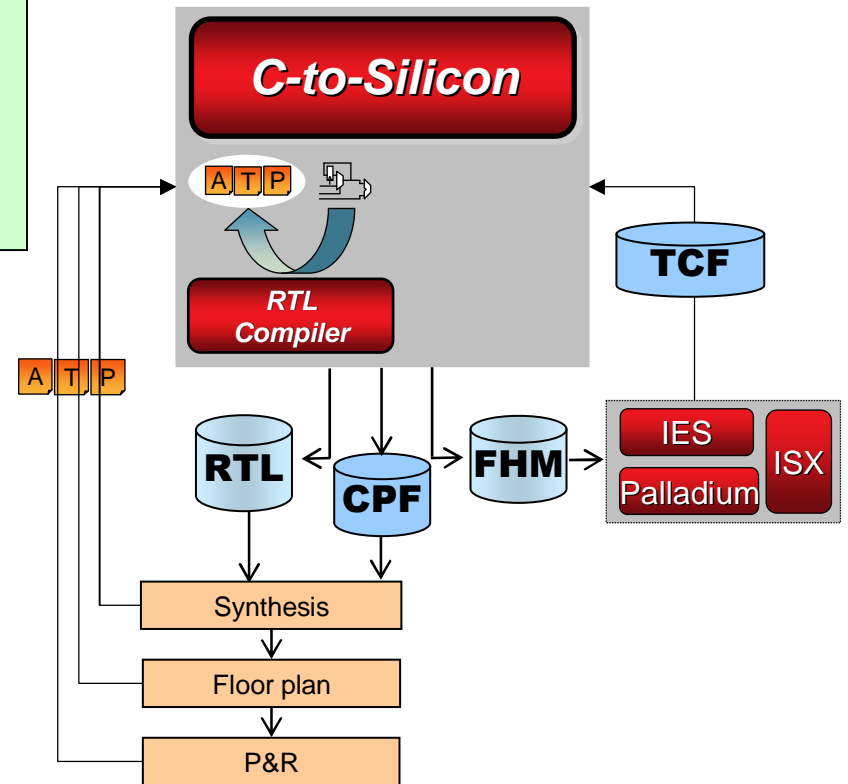 C-to-Silicon
A T P
RTL
Compiler
TCF
A T P
RTL
CPF
FHM
IES
ISX
Palladium
Synthesis
Floor plan
P&R